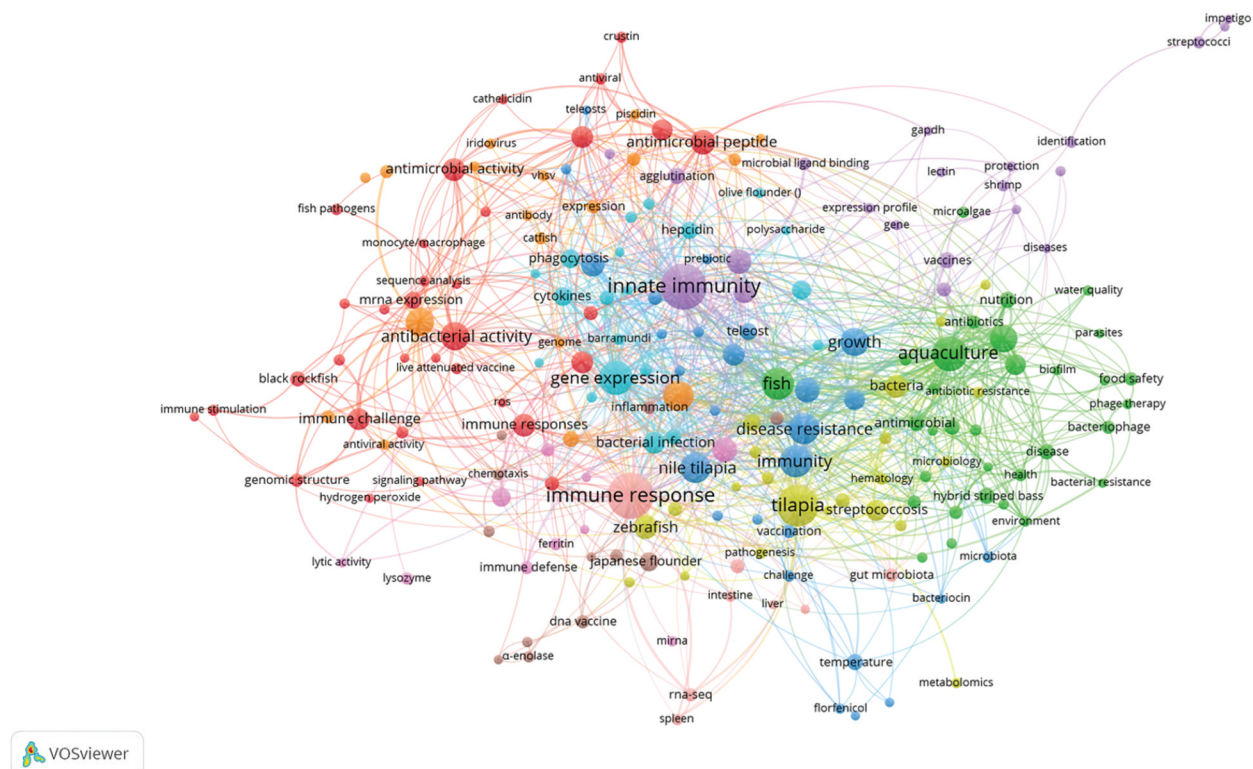 impetigo
streptococci
crustin
antiviral
cathelicidin
teleosts
piscidin
gapdh
iridovirus
antimicrobial peptide
identification
antimicrobial activity
vhsv
agglutination
microbial ligand binding
lectin
protection
shrimp
olive flounder ()
fish pathogens
antibody
expression
expression profile
microalgae
catfish
hepcidin
polysaccharide
gene
monocyte/macrophage
phagocytosis
prebiotic
diseases
vaccines
sequence analysis
innate immunity
water quality
mrna expression
cytokines
nutrition
antibacterial activity
barramundi
teleost
antibiotics
parasites
genome
growth
aquaculture
live attenuated vaccine
biofilm
black rockfish
gene expression
fish
bacteria
food safety
antibiotic resistance
ros
inflammation
phage therapy
immune stimulation
immune challenge
immune responses
disease resistance
antimicrobial
bacteriophage
antiviral activity
bacterial infection
disease
chemotaxis
nile tilapia
immunity
microbiology
genomic structure
signaling pathway
hematology
health
bacterial resistance
hydrogen peroxide
immune response
hybrid striped bass
tilapia
streptococcosis
zebrafish
vaccination
environment
ferritin
pathogenesis
microbiota
lytic activity
immune defense
japanese flounder
challenge
gut microbiota
lysozyme
intestine
liver
bacteriocin
dna vaccine
mirna
α-enolase
temperature
metabolomics
rna-seq
florfenicol
spleen
VOSviewer